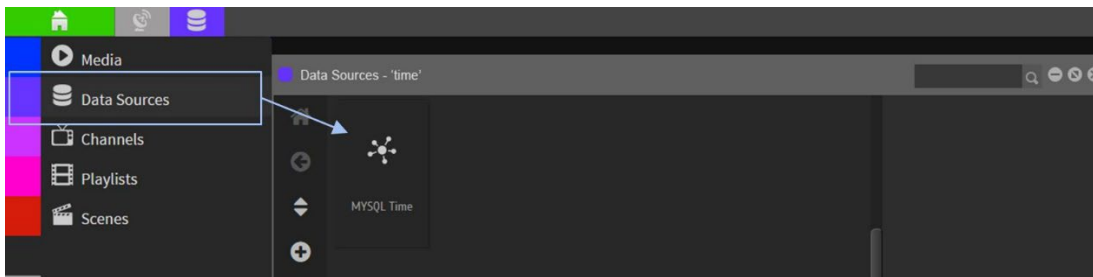 Media
Data Sources
Channels
Playlists
Scenes
Data Sources - 'time'
MYSQL Time